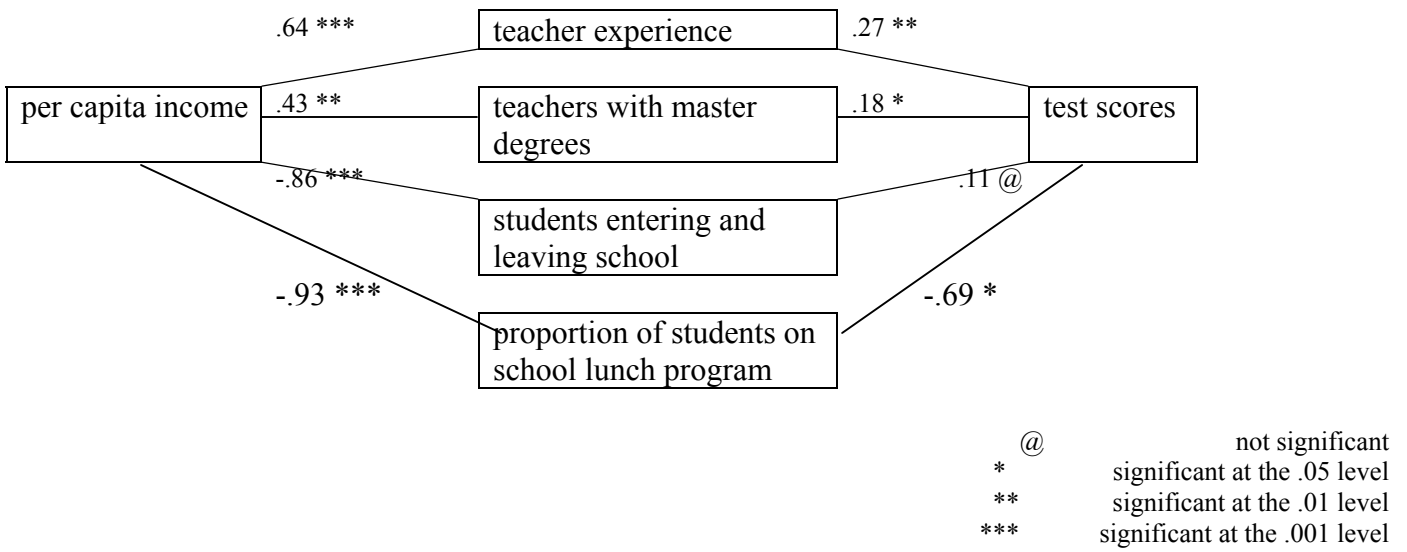 .64 ***
teacher experience
.27 **
per capita income
.43 **
teachers with master
degrees
.18 *
test scores
-.86 ***
.11 @
students entering and
leaving school
-.93 ***
-.69 *
proportion of students on
school lunch program
@ not significant
* significant at the .05 level
** significant at the .01 level
*** significant at the .001 level